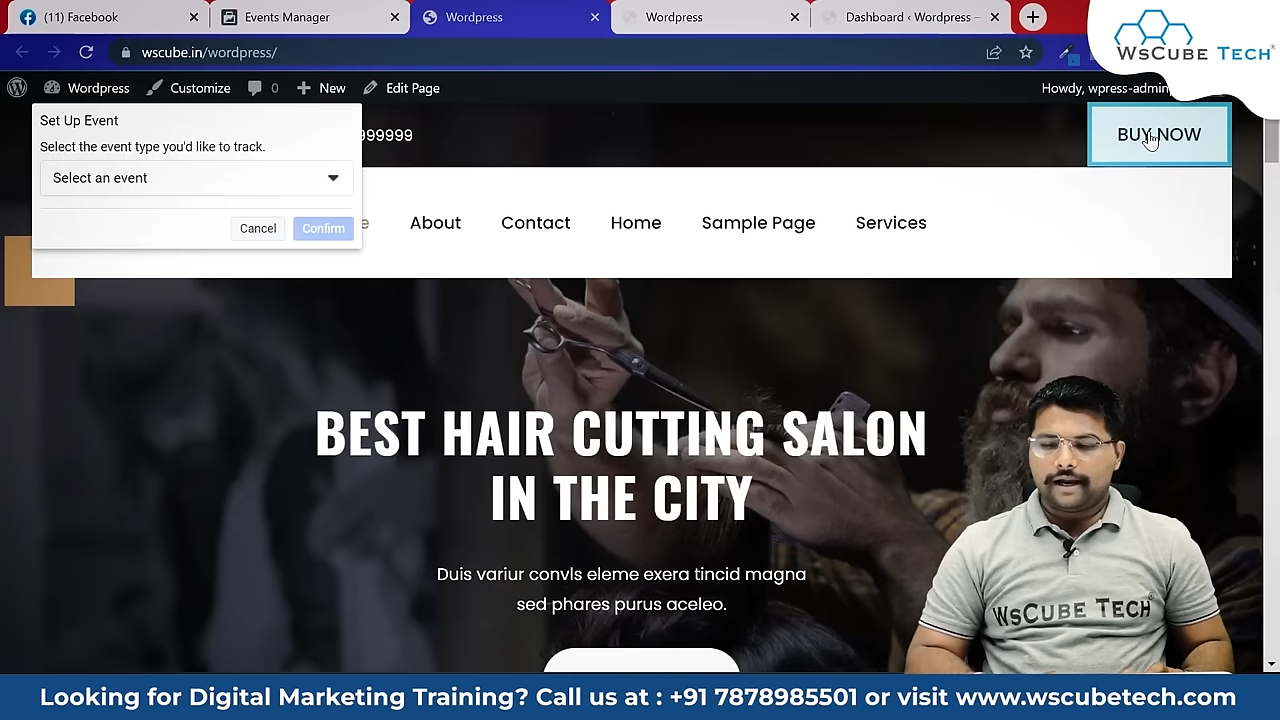 (11) Facebook
Events Manager
Wordpress
Wordpress
Dashboard ‹ Wordpress —
WSCUBE TECH
wscube.in/wordpress/
Wordpress
Customize
0
New
Edit Page
Howdy, wpress-admin
Set Up Event
Select the event type you'd like to track.
Select an event
Cancel
Confirm
999999
BUY NOW
About
Contact
Home
Sample Page
Services
BEST HAIR CUTTING SALON
IN THE CITY
Duis variur convls eleme exera tincid magna
sed phares purus aceleo.
WSCUBE TECH
Looking for Digital Marketing Training? Call us at : +91 7878985501 or visit www.wscubetech.com